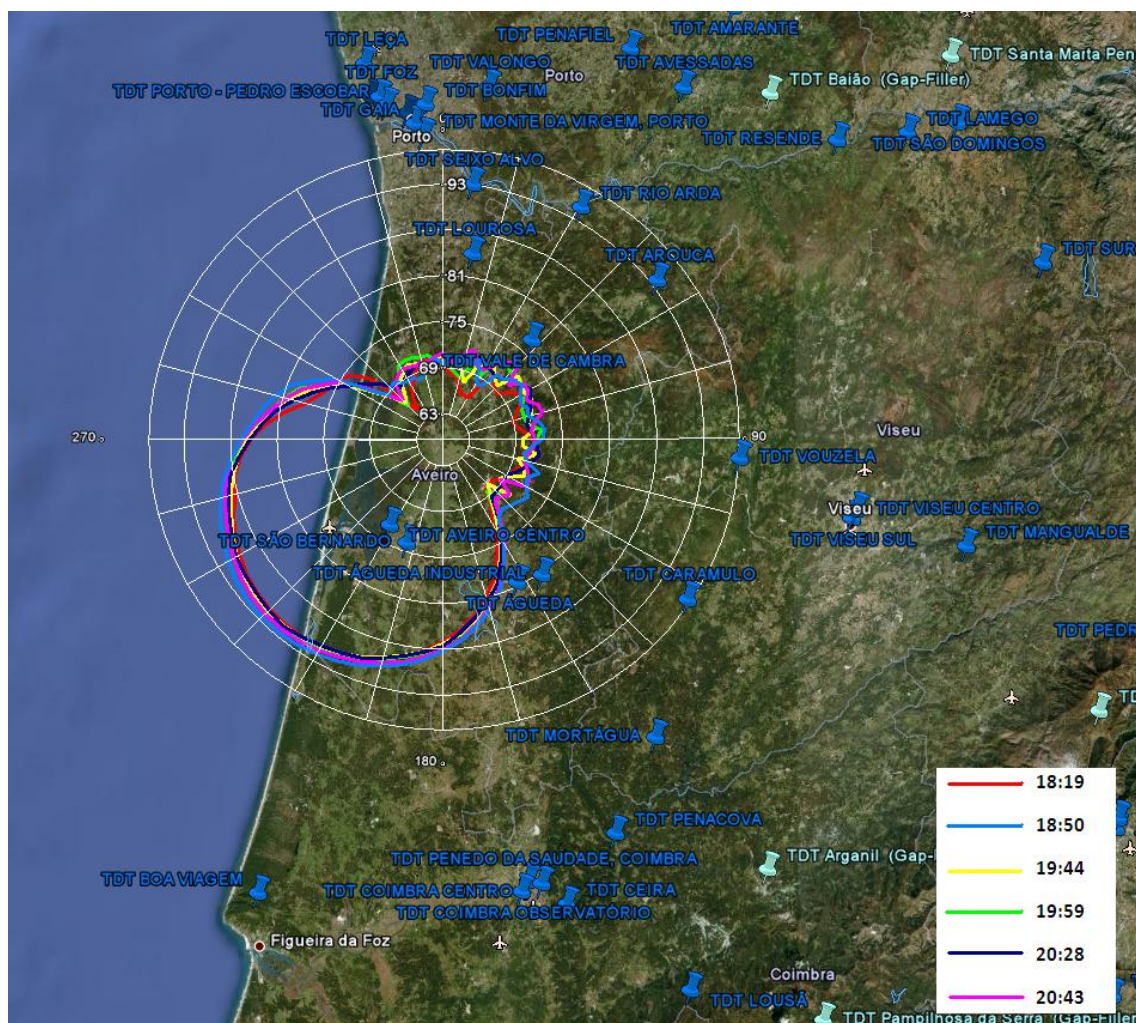 TDT AMARANTE
TDT PENAFIEL
TDT LEÇA
TDT Santa Marta Pen
TDT FOZ
TDT VALONGO
Porto
TDT AVESSADAS
TDT Baião (Gap-Filler)
TDT PORTO - PEDRO ESCOBAR
TDT BONFIM
TDT GAIA
0
TDT MONTE DA VIRGEM, PORTO
TDT LAMEGO
Porto
TDT RESENDE
TDT SÃO DOMINGOS
TDT SEIXO ALVO
93
TDT RIO ARDA
TDT LOUROSA
TDT AROUCA
TDT SUR
81
75
TDT VALE DE CAMBRA
69
63
270
90
Viseu
TDT VOUZELA
Aveiro
Viseu
TDT VISEU CENTRO
TDT SÃO BERNARDO
TDT AVEIRO CENTRO
TDT VISEU SUL
TDT MANGUALDE
TDT ÁGUEDA INDUSTRIAL
TDT CARAMULO
TDT ÁGUEDA
TDT PEDR
TDT
TDT MORTÁGUA
180
18:19
TDT PENACOVA
18:50
TDT PENEDO DA SAUDADE, COIMBRA
TDT Arganil (Gap-
19:44
TDT BOA VIAGEM
TDT COIMBRA CENTRO
TDT CEIRA
TDT COIMBRA OBSERVATÓRIO
19:59
Figueira da Foz
20:28
Coimbra
TDT LOUSÃ
20:43
TDT Pampilhosa da Serra (Gap-Filler)